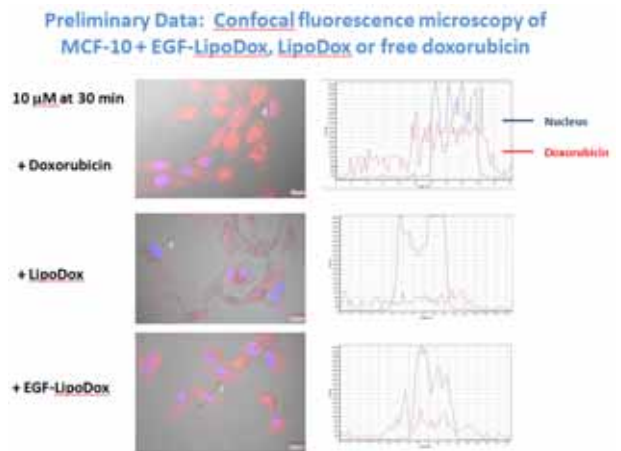 Preliminary Data: Confocal fluorescence microscopy of
MCF-10 + EGF-LipoDox, LipoDox or free doxorubicin
10 µM at 30 min
+ Doxorubicin
Nucleus
Doxorubicin
+ LipoDox
+ EGF-LipoDox